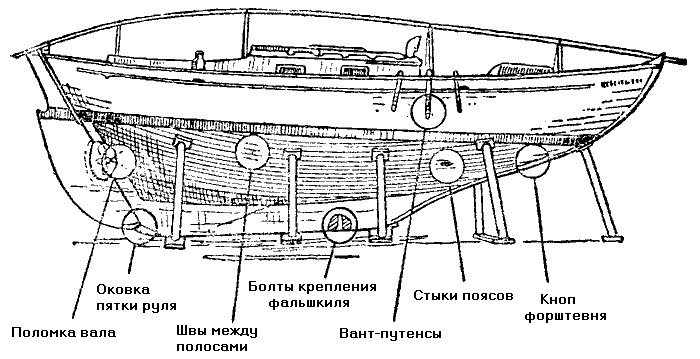 Оковка
пятки руля
Болты крепления
фальшкиля
Стыки поясов
Кноп
форштевня
Поломка вала
Швы между
полосами
Вант-путенсы